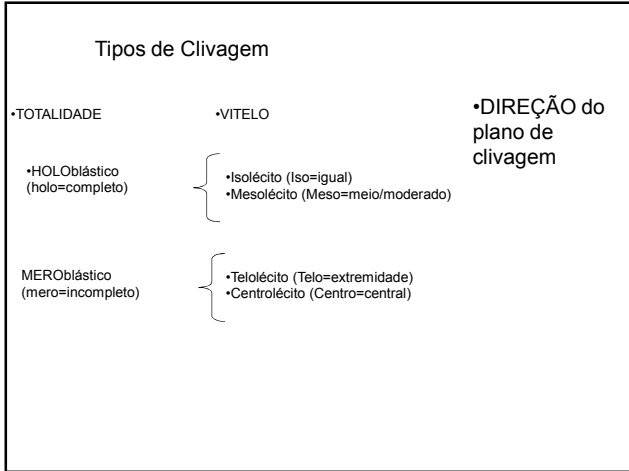 Tipos de Clivagem
•TOTALIDADE
•VITELO
•DIREÇÃO do
plano de
clivagem
•HOLOblástico
(holo=completo)
•Isolécito (Iso=igual)
•Mesolécito (Meso=meio/moderado)
MEROblástico
(mero=incompleto)
•Telolécito (Telo=extremidade)
•Centrolécito (Centro=central)